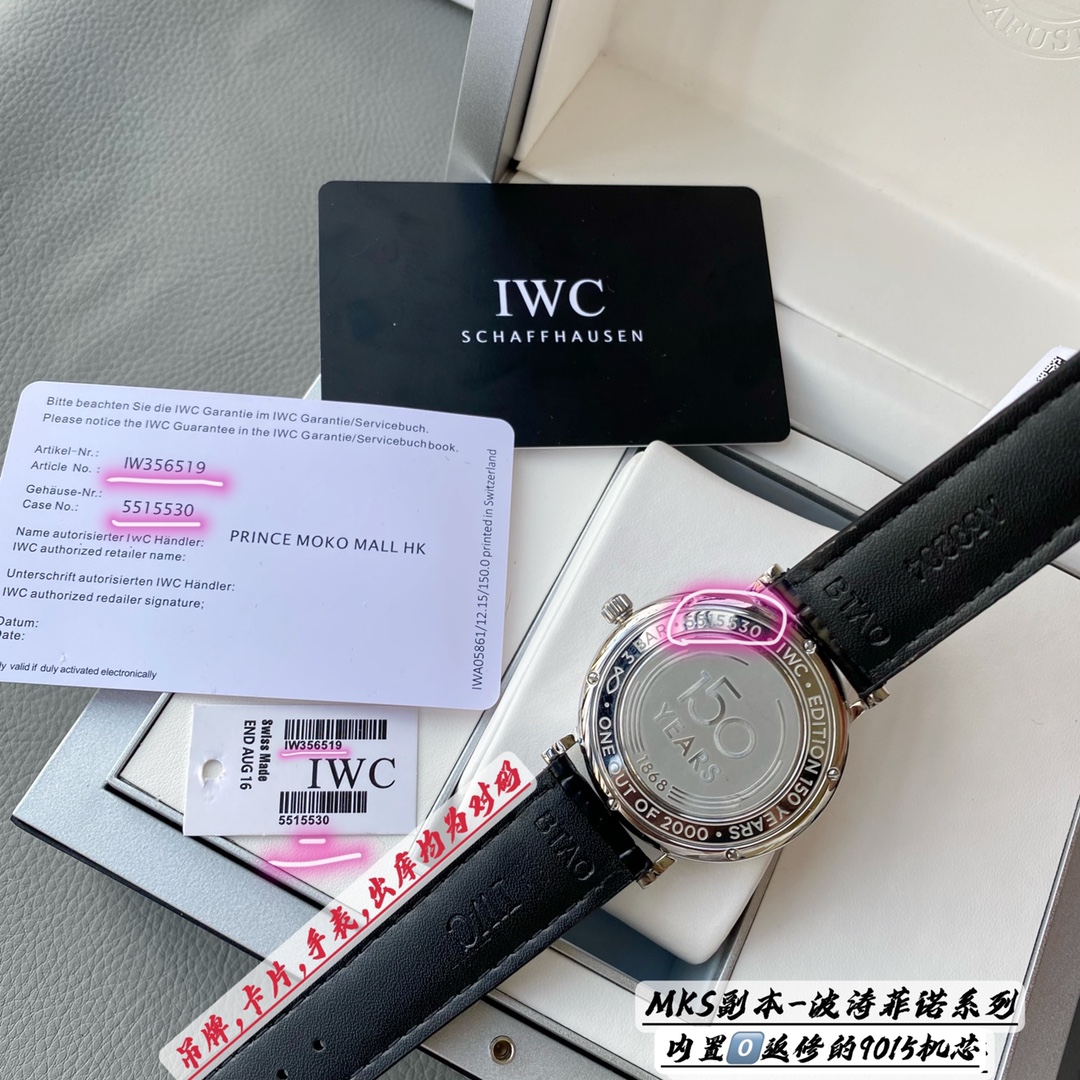 AFUS
IWC
SCHAFFHAUSEN
Bitte beachten Sie die IWC Garantie im IWC Garantie/Servicebuch.
Please notice the IWC Guarantee in the IWC Garantie/Servicebuchbook.
Artikel-Nr.:
Article No. : IW356519
Gehäuse-Nr.:
Case No.: 5515530
Name autorisierter IWC Händler:
IWC authorized retailer name: PRINCE MOKO MALL HK
Unterschrift autorisierten IWC Händler:
IWC authorized redailer signature;
Datum:
Date:
valid if duly activated electronically
IWA05861/12.15/150.0 printed in Switzerland
Swiss Made
END AUG 16
IW356519
IWC
5515530
3 BAR • 5515530 • IWC • EDITION 150 YEARS • ONE OUT OF 2000 •
150
YEARS
1868
BTAO
BTAO
IWC
吊牌,卡片,手表,出库均为对码
MKS副本-波涛菲诺系列
内置0返修的9015机芯